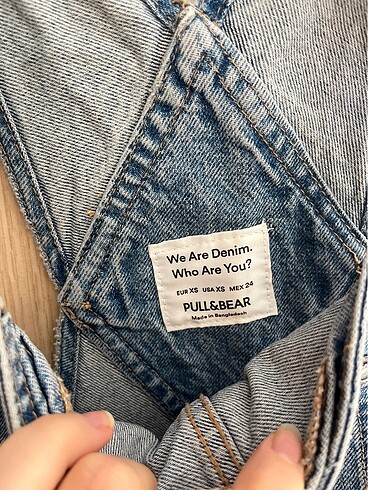 We Are Denim.
Who Are You?
EUR XS USA XS MEX 24
PULL&BEAR
Made in Bangladesh